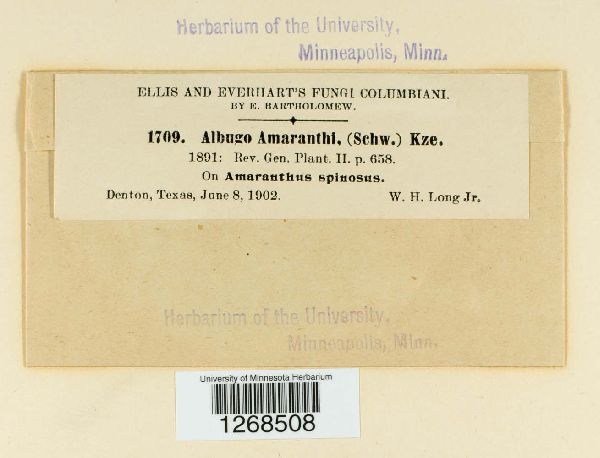 Herbarium of the University,
Minneapolis, Minn.
ELLIS AND EVERHART'S FUNGI COLUMBIANI.
BY E. BARTHOLOMEW.
1709. Albugo Amaranthi, (Schw.) Kze.
1891: Rev. Gen. Plant. II. p. 658.
On Amaranthus spinosus.
Denton, Texas, June 8, 1902. W. H. Long Jr.
Herbarium of the University,
Minneapolis, Minn.
University of Minnesota Herbarium
1268508